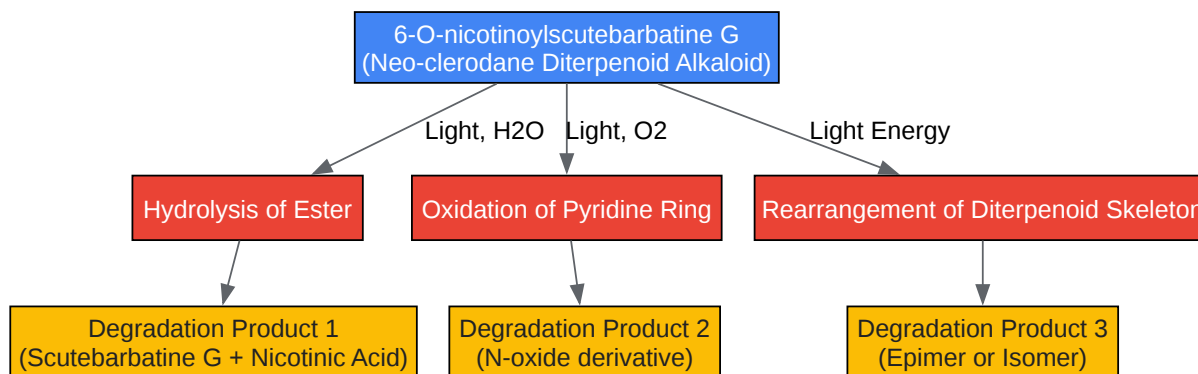 6-O-nicotinoylscutebarbatine G
(Neo-clerodane Diterpenoid Alkaloid)
Light, H2O
Light, O2
Light Energy
Hydrolysis of Ester
Oxidation of Pyridine Ring
Rearrangement of Diterpenoid Skeleton
Degradation Product 1
(Scutebarbatine G + Nicotinic Acid)
Degradation Product 2
(N-oxide derivative)
Degradation Product 3
(Epimer or Isomer)